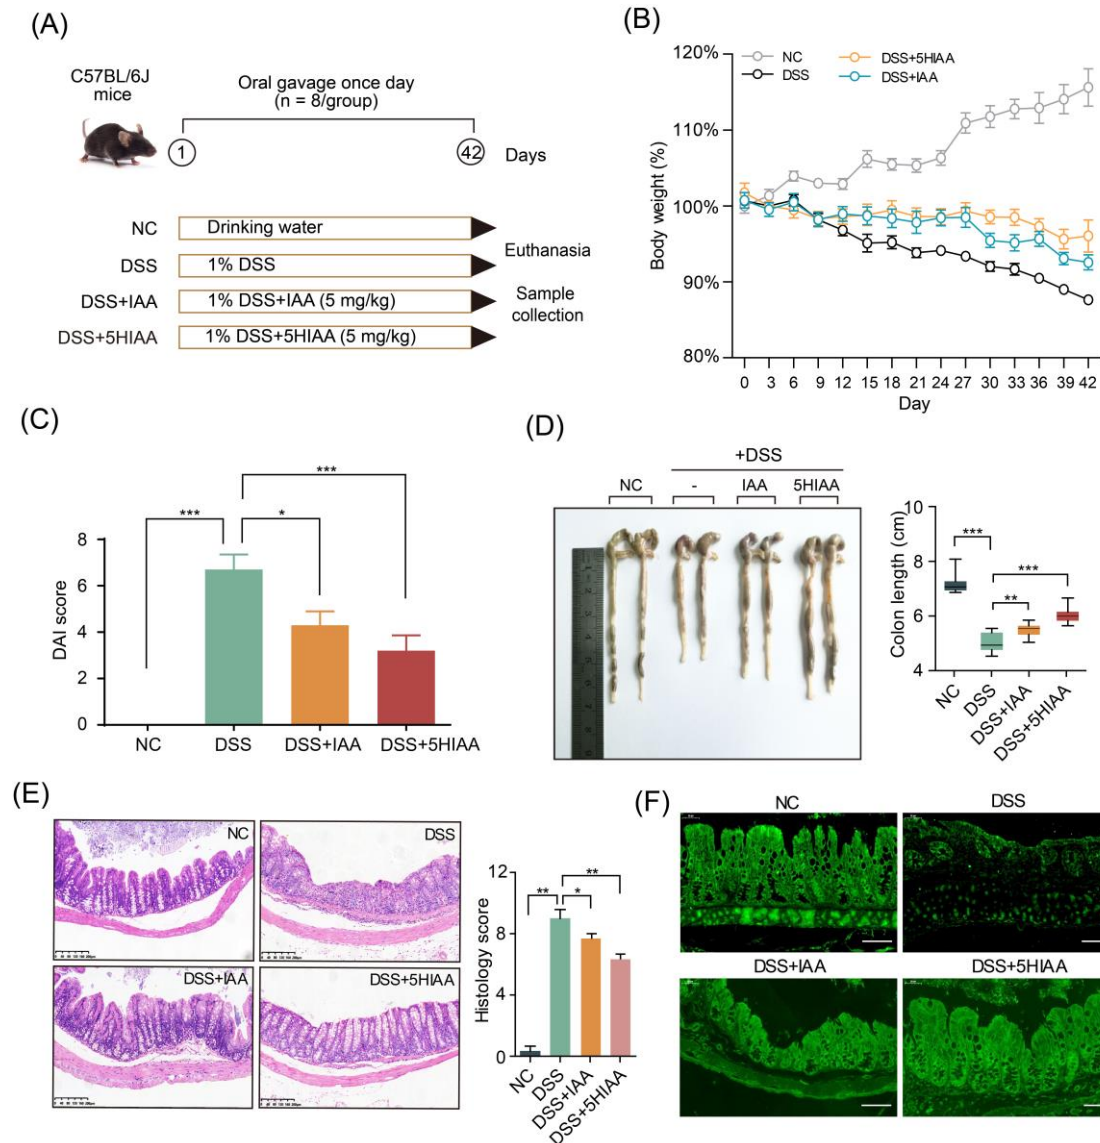 (A)
C57BL/6J
mice
Oral gavage once day
(n = 8/group)
1
42
Days
NC
Drinking water
DSS
1% DSS
Euthanasia
DSS+IAA
1% DSS+IAA (5 mg/kg)
Sample
collection
DSS+5HIAA
1% DSS+5HIAA (5 mg/kg)
(B)
120%
110%
100%
90%
80%
Body weight (%)
NC
DSS
DSS+5HIAA
DSS+IAA
0 3 6 9 12 15 18 21 24 27 30 33 36 39 42
Day
(C)
DAI score
8
6
4
2
0
***
*
***
NC DSS DSS+IAA DSS+5HIAA
(D)
+DSS
NC - IAA 5HIAA
Colon length (cm)
10
8
6
4
***
**
***
NC
DSS
DSS+IAA
DSS+5HIAA
(E)
NC
DSS
DSS+IAA
DSS+5HIAA
Histology score
12
8
4
0
**
*
**
NC
DSS
DSS+IAA
DSS+5HIAA
(F)
NC
DSS
DSS+IAA
DSS+5HIAA